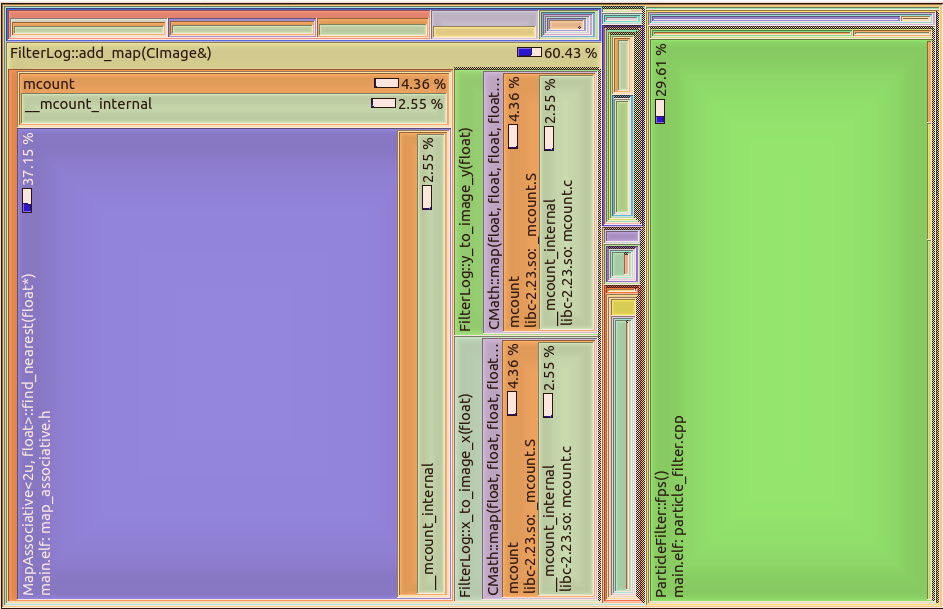 FilterLog::add_map(CImage&) 60.43 %
mcount 4.36 %
__mcount_internal 2.55 %
MapAssociative<2u, float>::find_nearest(float*) 37.15 %
main.elf: map_associative.h
__mcount_internal 2.55 %
FilterLog::y_to_image_y(float)
CMath::map(float, float, float, float...
mcount 4.36 %
libc-2.23.so: _mcount.S
__mcount_internal 2.55 %
libc-2.23.so: mcount.c
FilterLog::x_to_image_x(float)
CMath::map(float, float, float, float...
mcount 4.36 %
libc-2.23.so: _mcount.S
__mcount_internal 2.55 %
libc-2.23.so: mcount.c
ParticleFilter::fps() 29.61 %
main.elf: particle_filter.cpp